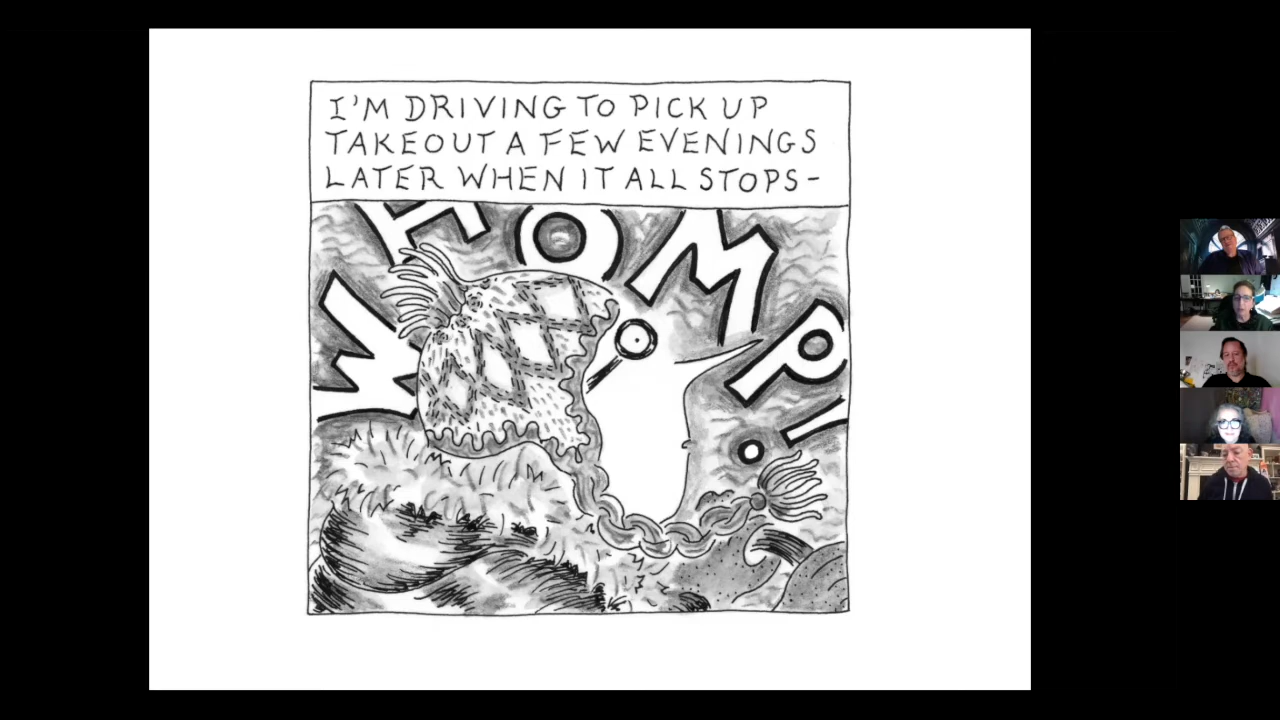 I'M DRIVING TO PICK UP
TAKEOUT A FEW EVENINGS
LATER WHEN IT ALL STOPS-
WHOMP!